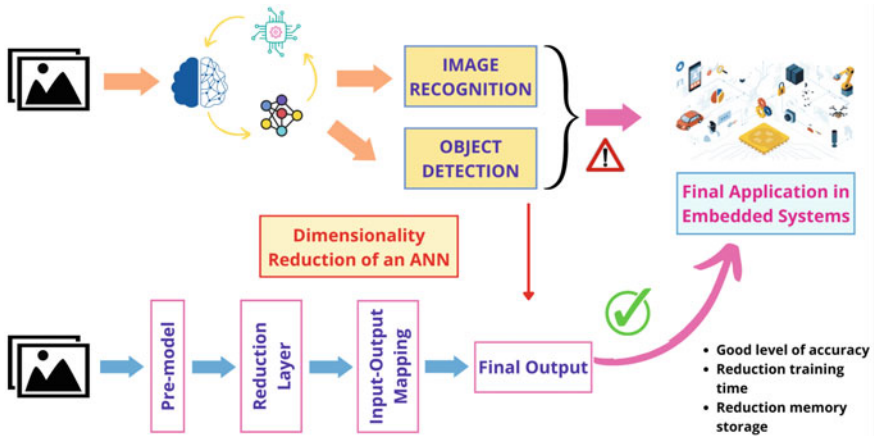 IMAGE
RECOGNITION
OBJECT
DETECTION
Final Application in
Embedded Systems
Dimensionality
Reduction of an ANN
Pre-model
Reduction
Layer
Input-Output
Mapping
Final Output
• Good level of accuracy
• Reduction training
time
• Reduction memory
storage